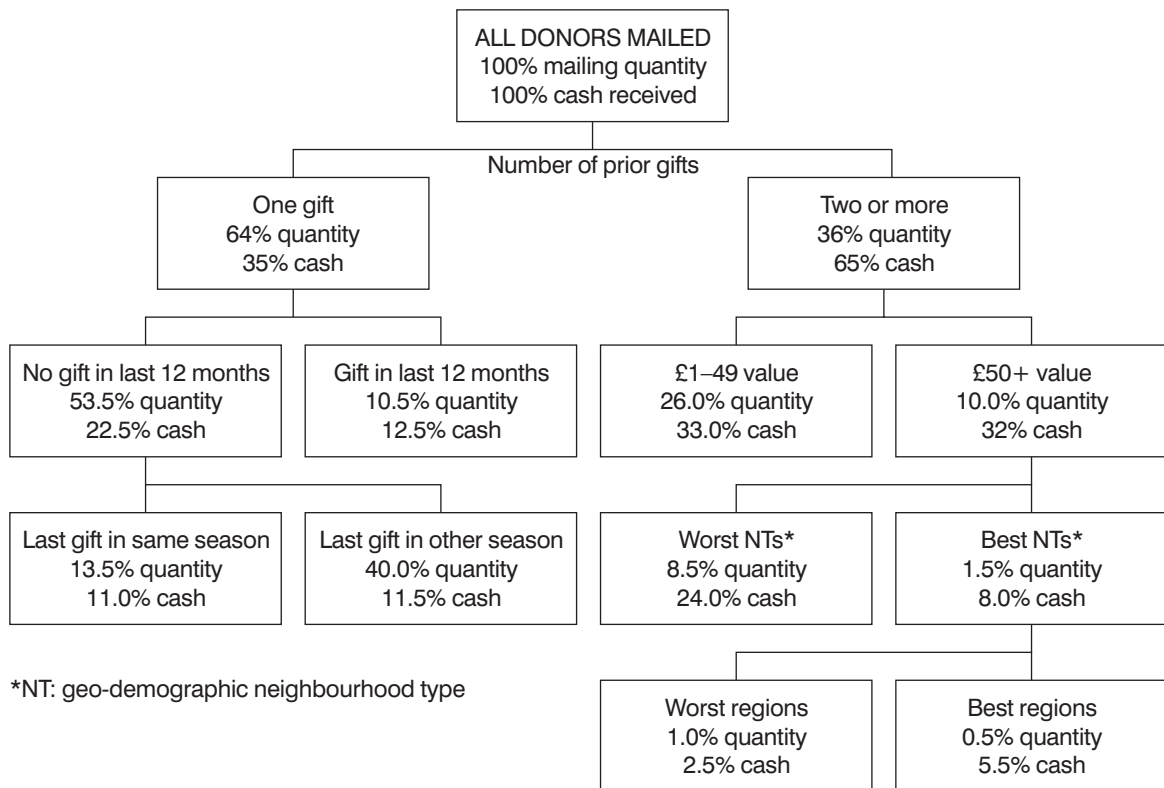 ALL DONORS MAILED
100% mailing quantity
100% cash received
Number of prior gifts
One gift
64% quantity
35% cash
Two or more
36% quantity
65% cash
No gift in last 12 months
53.5% quantity
22.5% cash
Gift in last 12 months
10.5% quantity
12.5% cash
£1–49 value
26.0% quantity
33.0% cash
£50+ value
10.0% quantity
32% cash
Last gift in same season
13.5% quantity
11.0% cash
Last gift in other season
40.0% quantity
11.5% cash
Worst NTs*
8.5% quantity
24.0% cash
Best NTs*
1.5% quantity
8.0% cash
*NT: geo-demographic neighbourhood type
Worst regions
1.0% quantity
2.5% cash
Best regions
0.5% quantity
5.5% cash